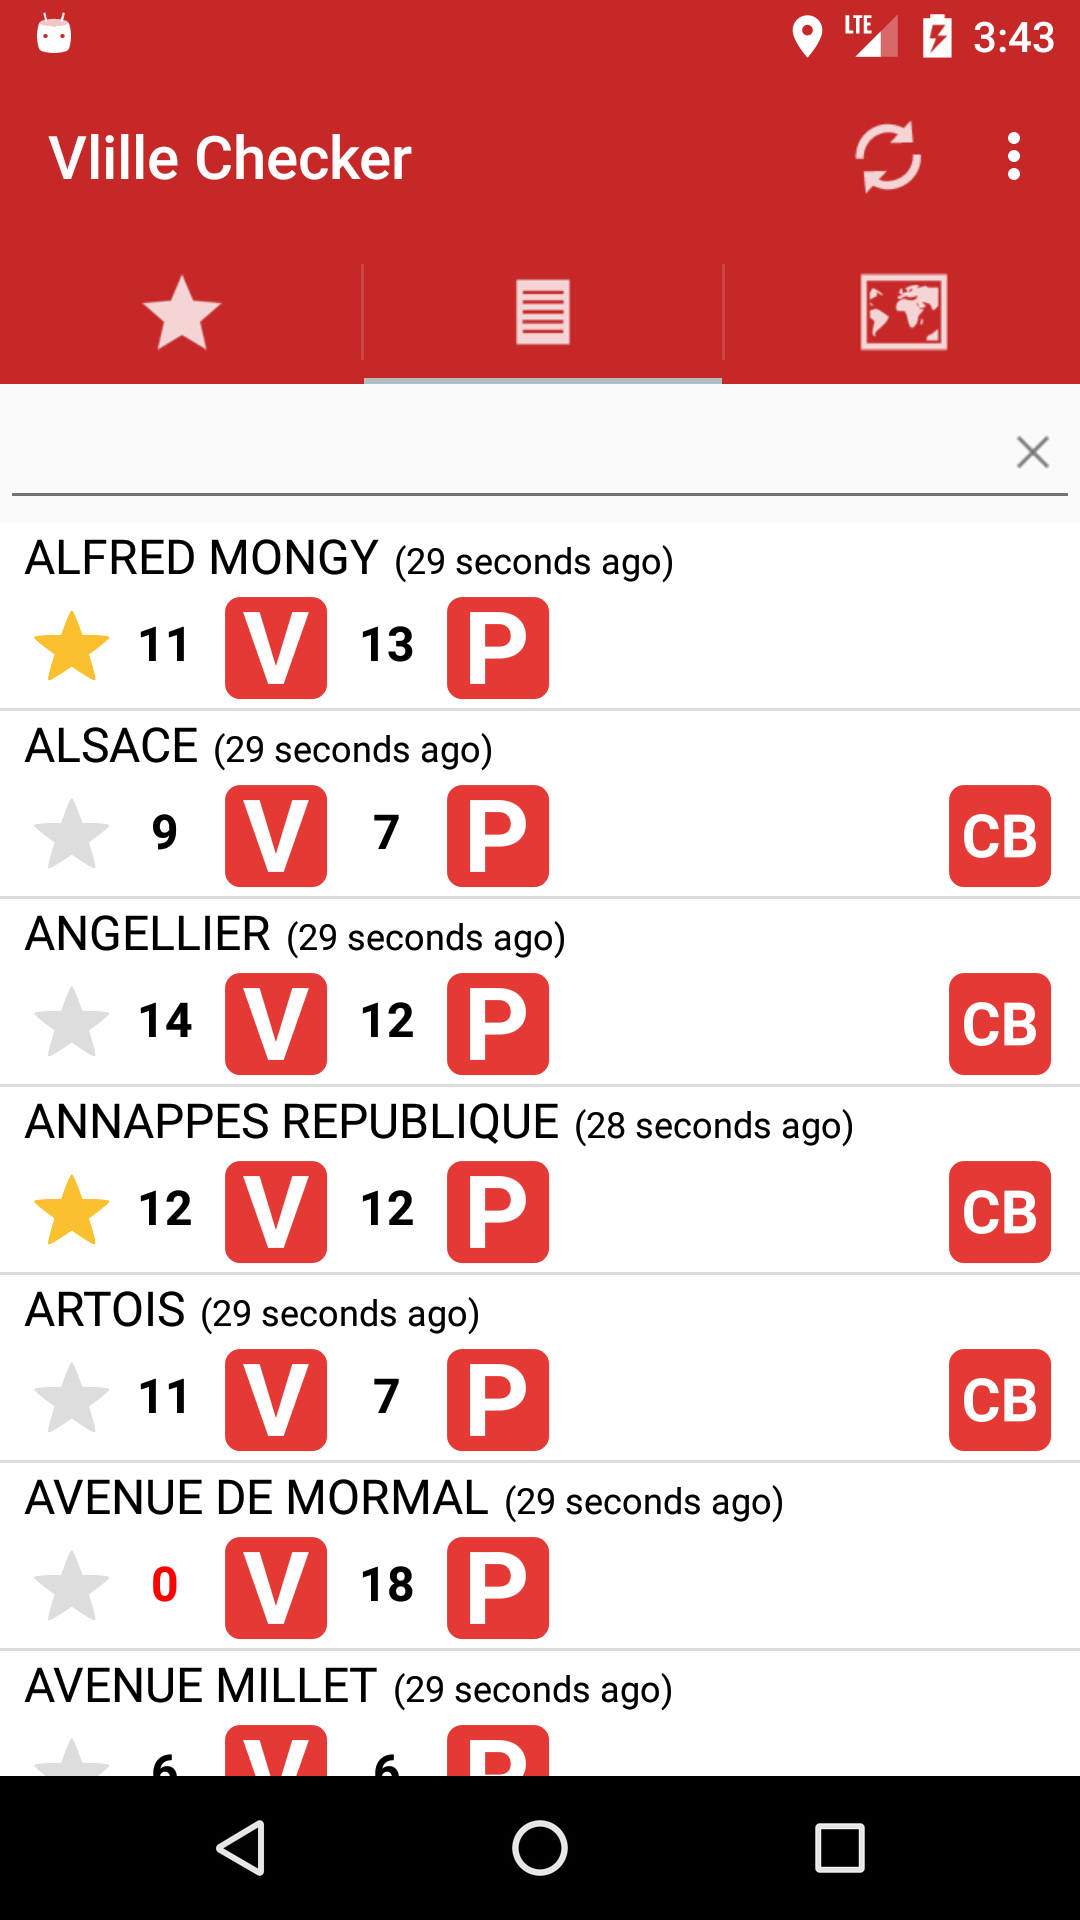 LTE 3:43
Vlille Checker
ALFRED MONGY (29 seconds ago)
11 V 13 P
ALSACE (29 seconds ago)
9 V 7 P CB
ANGELLIER (29 seconds ago)
14 V 12 P CB
ANNAPPES REPUBLIQUE (28 seconds ago)
12 V 12 P CB
ARTOIS (29 seconds ago)
11 V 7 P CB
AVENUE DE MORMAL (29 seconds ago)
0 V 18 P
AVENUE MILLET (29 seconds ago)
6 V 6 P